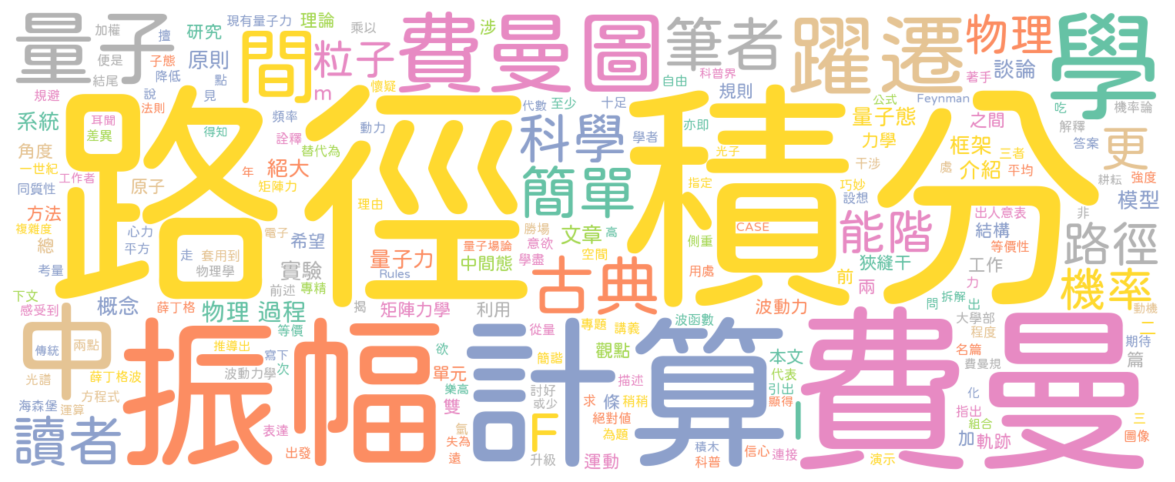 加權 現有量子力 擅 理論 乘以 涉
量子 便是 子態 研究 間 粒子 費曼圖 筆者 躍遷 物理 學
結尾 降低 原則 點 自由 科普界 著手 談論
規避 說 見 m 懷疑 規則 公式 Feynman 吃
耳聞 法則 頻率 代數 至少 十足 之間 機率論
系統 差異 得知 詮釋 動力 學者 亦即 量子態 解釋
路徑積分
角度 替代為 科學 光子 力學 框架 三者 答案 更
一世紀 工作者 年 絕大 干涉 介紹 處 平均 強度
同質性 原子 矩陣力 簡單 指定 巧妙 設想 耕耘 模型
方法 心力 理由 勝場 高 側重 CASE 能階 出人意表 非
複雜度 總 平方 電子 希望 量子場論 意欲 文章 結構 等價性 路徑
考量 走 套用到 實驗 量子力 中間態 學盡 空間 用處 前 狹縫干 工作
物理學 前述 專精 Rules 古典 兩 機率
下文 感受到 概念 薛丁格 物理 過程 揭 矩陣力學 利用 波動力 問 拆解 出 動力 動機
中 傳統 兩點 等價 從量 專題 講義 波函數 大學部 程度 二
振幅 計算 費曼
推導出 寫下 欲 簡諧 觀點 本文 名篇 期待
光譜 薛丁格波 波動力學 次 單元 描述 代表 費曼規 篇
方程式 樂高 討好 引出 化
海森堡 運算 或少 求 稍稍 顯得 指出 三
讀者 表達 氫 雙 F 條 絕對值 l 組合 加 軌跡 圖像
失為 為題 積木 信心
出發 遠 升級 運動 科普 連接 演示